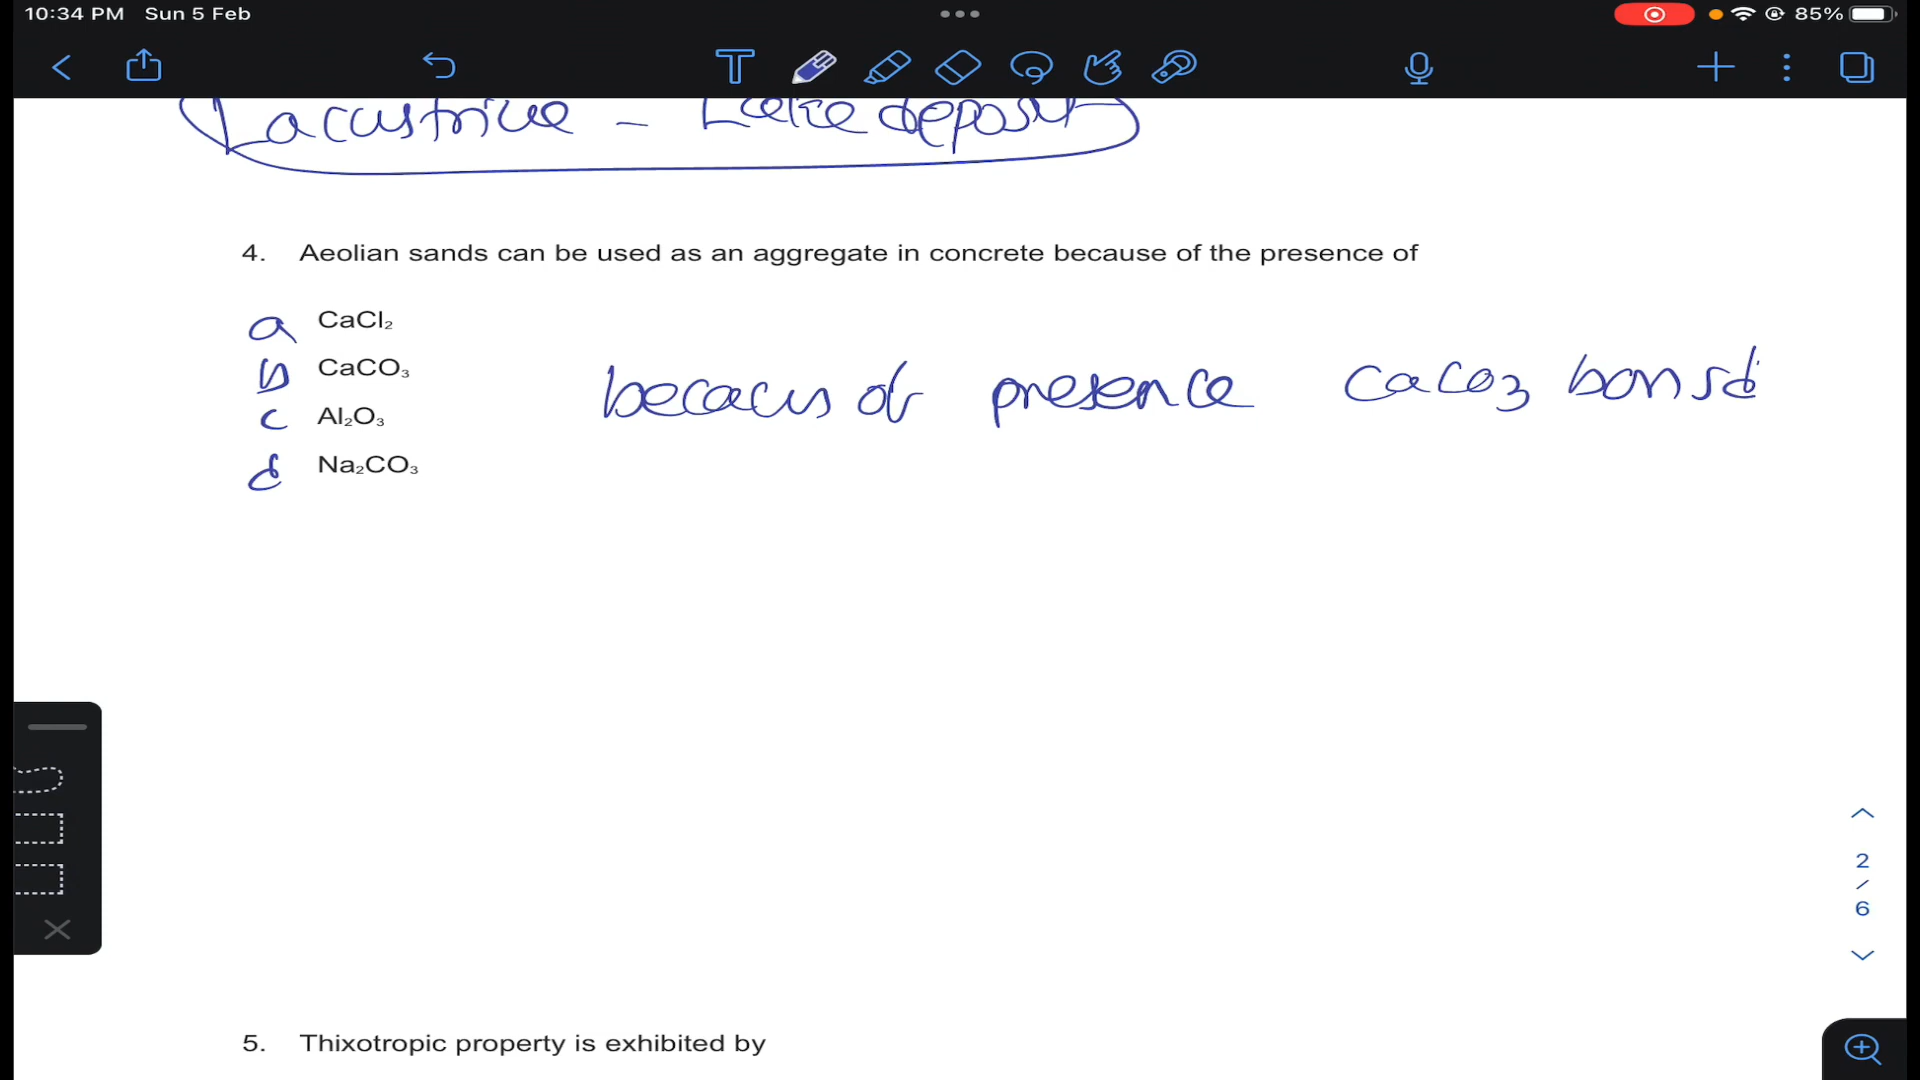 10:34 PM Sun 5 Feb
85%
T
Lacustrine - Lake deposit
4. Aeolian sands can be used as an aggregate in concrete because of the presence of
a CaCl₂
b CaCO₃
c Al₂O₃
d Na₂CO₃
becacus of presence caco3 bonsd
2
/
6
5. Thixotropic property is exhibited by